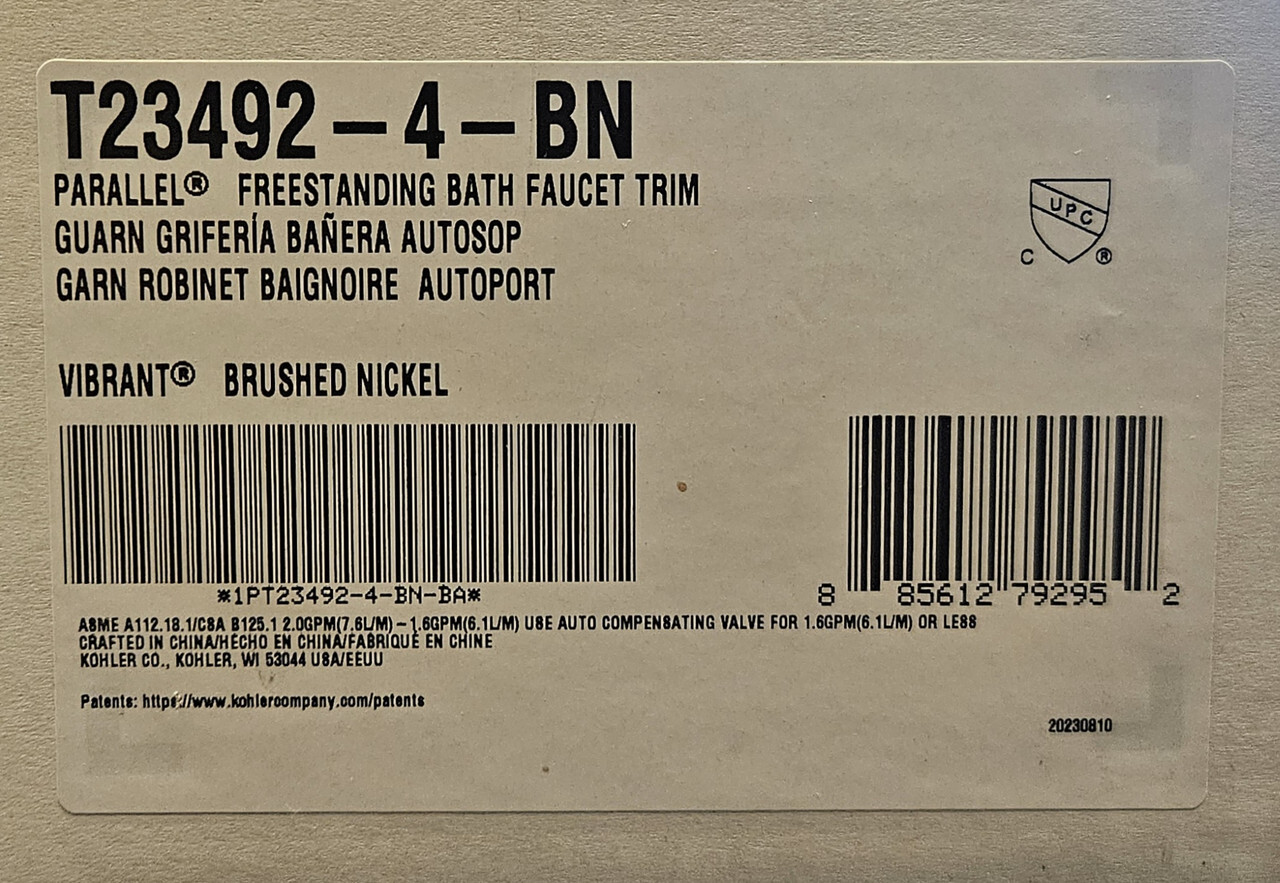 T23492-4-BN
PARALLEL® FREESTANDING BATH FAUCET TRIM
GUARN GRIFERÍA BAÑERA AUTOSOP
GARN ROBINET BAIGNOIRE AUTOPORT
UPC
C ®
VIBRANT® BRUSHED NICKEL
*1PT23492-4-BN-BA*
8 85612 79295 2
ASME A112.18.1/CSA B125.1 2.0GPM(7.6L/M)-1.6GPM(6.1L/M) USE AUTO COMPENSATING VALVE FOR 1.6GPM(6.1L/M) OR LESS
CRAFTED IN CHINA/HECHO EN CHINA/FABRIQUÉ EN CHINE
KOHLER CO., KOHLER, WI 53044 USA/EEUU
Patents: https://www.kohlercompany.com/patents
20230810